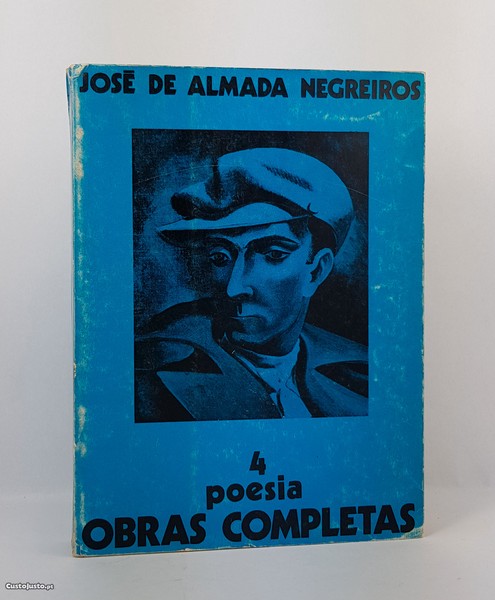 JOSÉ DE ALMADA NEGREIROS
4
poesia
OBRAS COMPLETAS
CustoJusto.pt